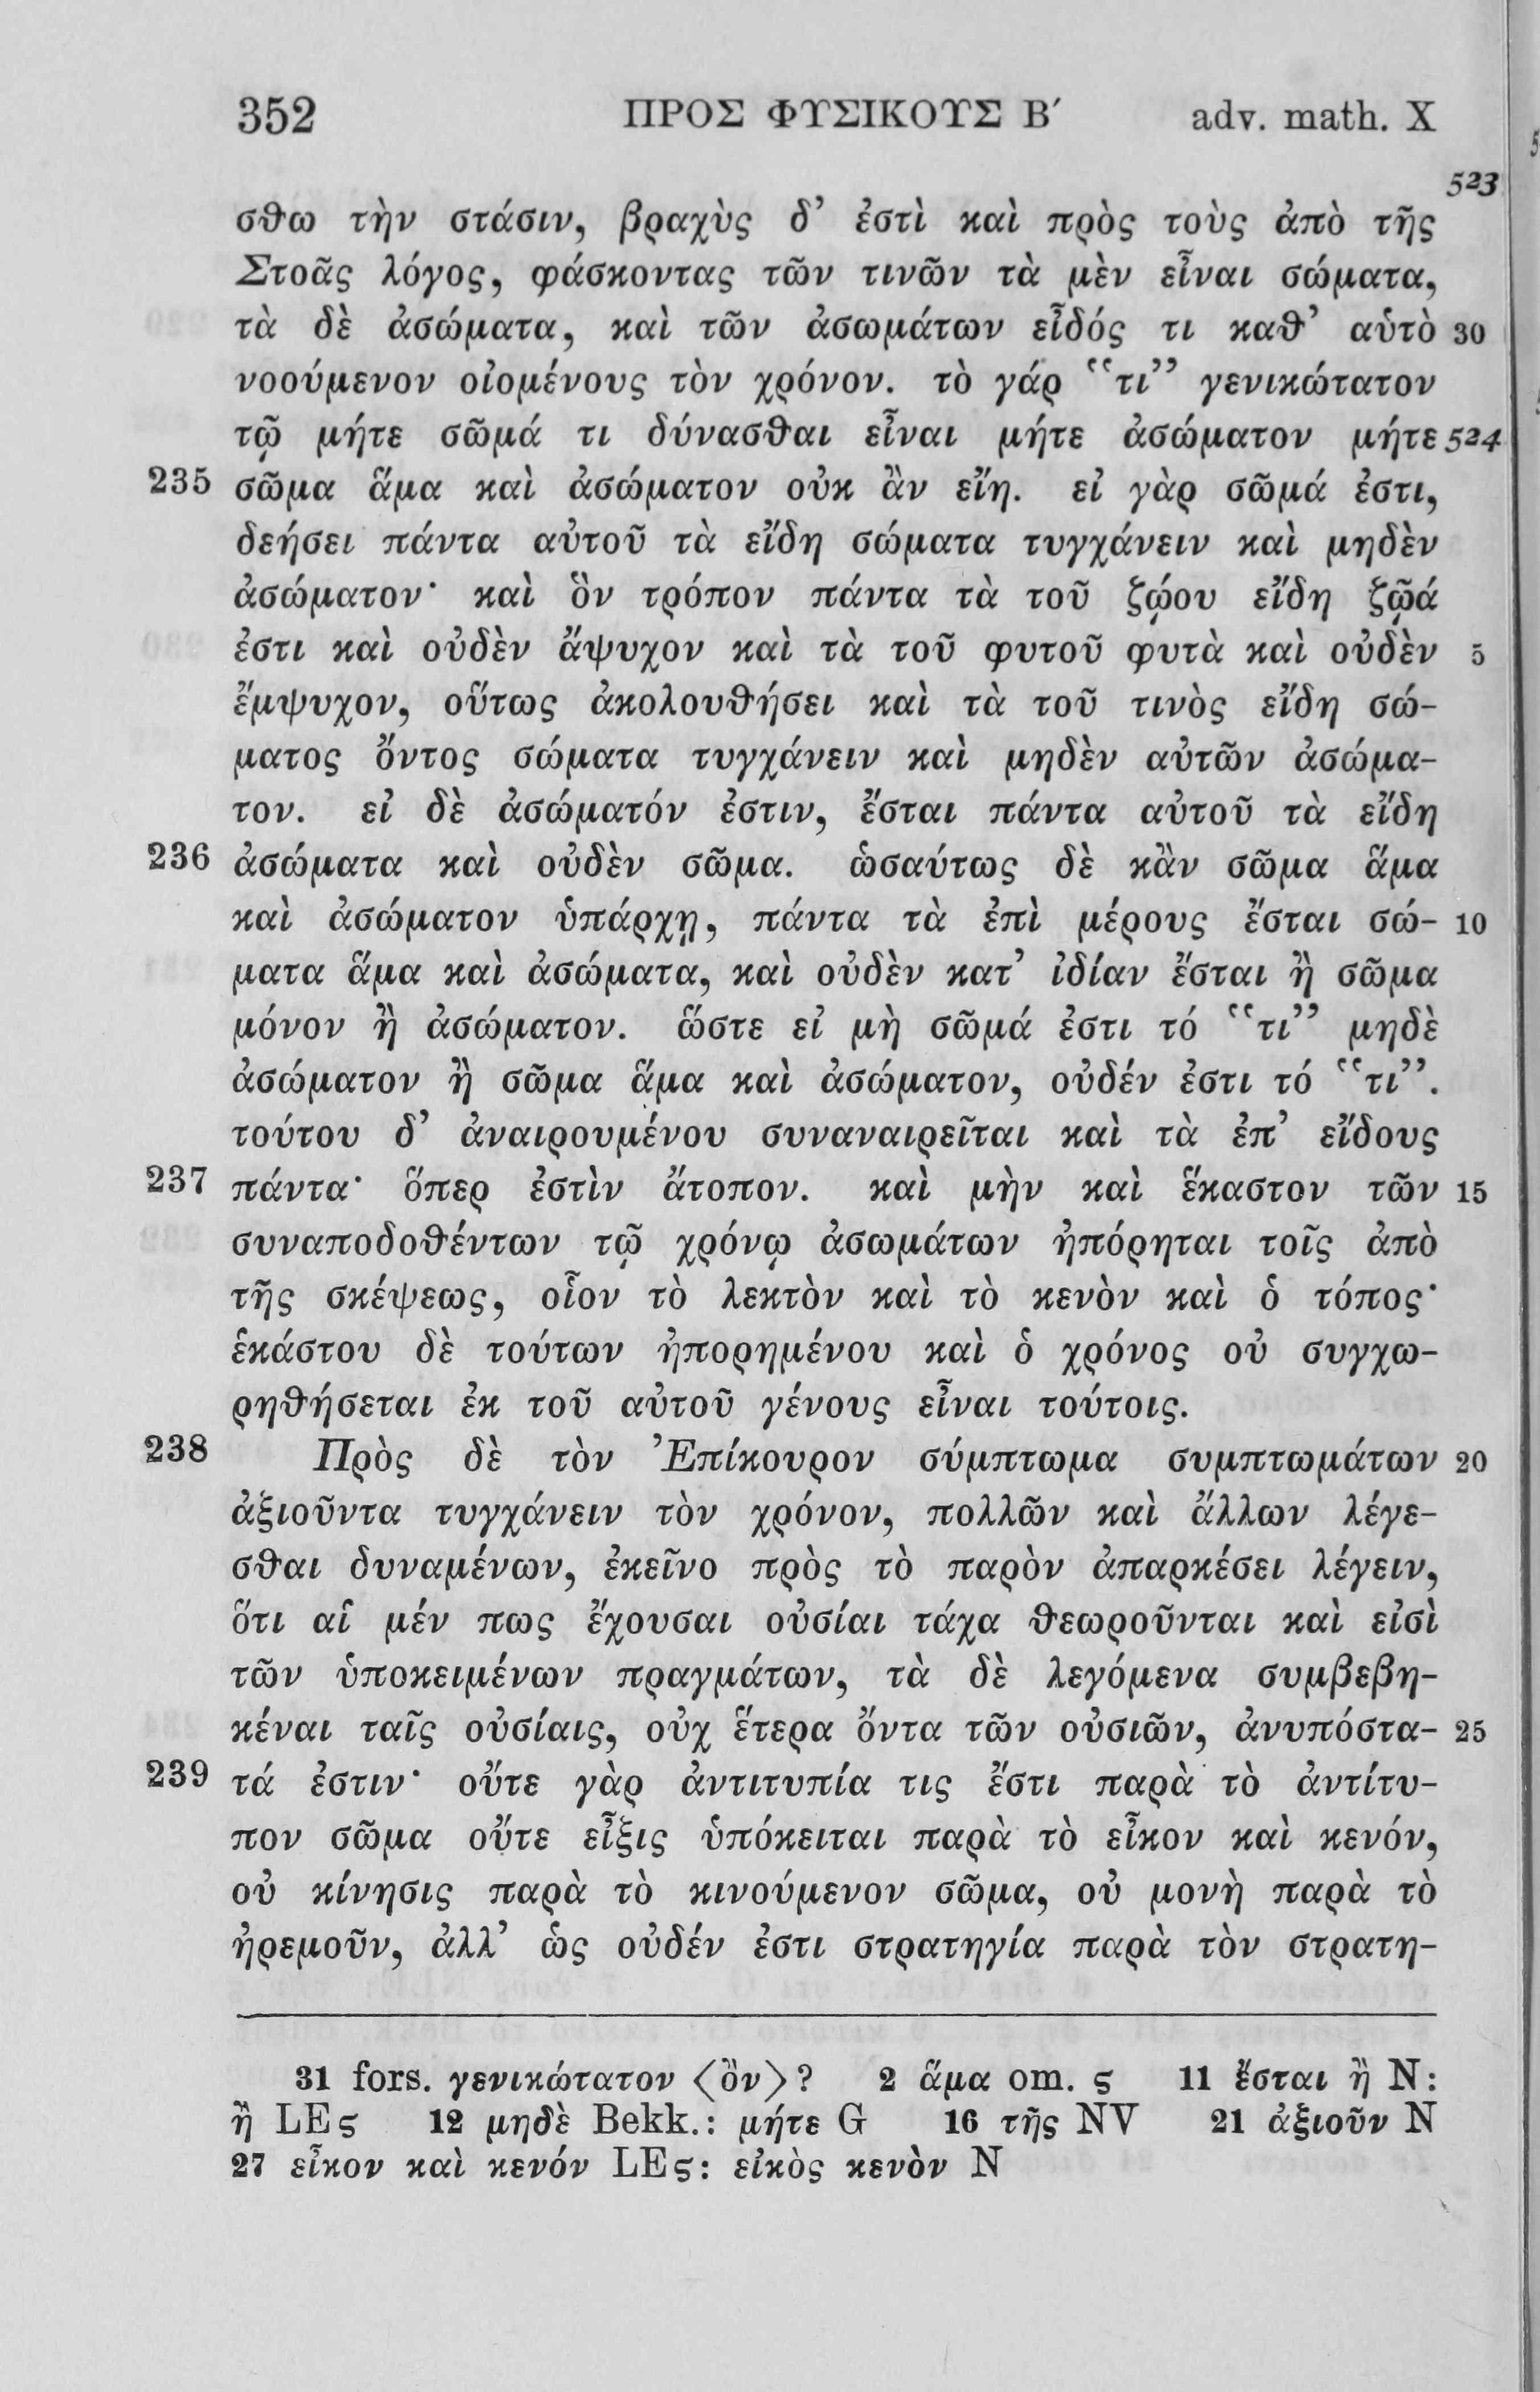 352 ΠΡΟΣ ΦΥΣΙΚΟΥΣ Β′ adv. math. X
523
σθω τὴν στάσιν, βραχὺς δ’ ἐστὶ καὶ πρὸς τοὺς ἀπὸ τῆς
Στοᾶς λόγος, φάσκοντας τῶν τινῶν τὰ μὲν εἶναι σώματα,
τὰ δὲ ἀσώματα, καὶ τῶν ἀσωμάτων εἶδός τι καθ’ αὑτὸ 30
νοούμενον οἰομένους τὸν χρόνον. τὸ γάρ “τι” γενικώτατον
τῷ μήτε σῶμά τι δύνασθαι εἶναι μήτε ἀσώματον μήτε 524
235 σῶμα ἅμα καὶ ἀσώματον οὐκ ἂν εἴη. εἰ γὰρ σῶμά ἐστι,
δεήσει πάντα αὐτοῦ τὰ εἴδη σώματα τυγχάνειν καὶ μηδὲν
ἀσώματον· καὶ ὃν τρόπον πάντα τὰ τοῦ ζῴου εἴδη ζῷά
ἐστι καὶ οὐδὲν ἄψυχον καὶ τὰ τοῦ φυτοῦ φυτὰ καὶ οὐδὲν 5
ἔμψυχον, οὕτως ἀκολουθήσει καὶ τὰ τοῦ τινὸς εἴδη σώ-
ματος ὄντος σώματα τυγχάνειν καὶ μηδὲν αὐτῶν ἀσώμα-
τον. εἰ δὲ ἀσώματόν ἐστιν, ἔσται πάντα αὐτοῦ τὰ εἴδη
236 ἀσώματα καὶ οὐδὲν σῶμα. ὡσαύτως δὲ κἂν σῶμα ἅμα
καὶ ἀσώματον ὑπάρχῃ, πάντα τὰ ἐπὶ μέρους ἔσται σώ- 10
ματα ἅμα καὶ ἀσώματα, καὶ οὐδὲν κατ’ ἰδίαν ἔσται ἢ σῶμα
μόνον ἢ ἀσώματον. ὥστε εἰ μὴ σῶμά ἐστι τό “τι” μηδὲ
ἀσώματον ἢ σῶμα ἅμα καὶ ἀσώματον, οὐδέν ἐστι τό “τι”.
τούτου δ’ ἀναιρουμένου συναναιρεῖται καὶ τὰ ἐπ’ εἴδους
237 πάντα· ὅπερ ἐστὶν ἄτοπον. καὶ μὴν καὶ ἕκαστον τῶν 15
συναποδοθέντων τῷ χρόνῳ ἀσωμάτων ἠπόρηται τοῖς ἀπὸ
τῆς σκέψεως, οἷον τὸ λεκτὸν καὶ τὸ κενὸν καὶ ὁ τόπος·
ἑκάστου δὲ τούτων ἠπορημένου καὶ ὁ χρόνος οὐ συγχω-
ρηθήσεται ἐκ τοῦ αὐτοῦ γένους εἶναι τούτοις.
238 Πρὸς δὲ τὸν Ἐπίκουρον σύμπτωμα συμπτωμάτων 20
ἀξιοῦντα τυγχάνειν τὸν χρόνον, πολλῶν καὶ ἄλλων λέγε-
σθαι δυναμένων, ἐκεῖνο πρὸς τὸ παρὸν ἀπαρκέσει λέγειν,
ὅτι αἱ μέν πως ἔχουσαι οὐσίαι τάχα θεωροῦνται καὶ εἰσὶ
τῶν ὑποκειμένων πραγμάτων, τὰ δὲ λεγόμενα συμβεβη-
κέναι ταῖς οὐσίαις, οὐχ ἕτερα ὄντα τῶν οὐσιῶν, ἀνυπόστα- 25
239 τά ἐστιν· οὔτε γὰρ ἀντιτυπία τις ἔστι παρὰ τὸ ἀντίτυ-
πον σῶμα οὔτε εἶξις ὑπόκειται παρὰ τὸ εἶκον καὶ κενόν,
οὐ κίνησις παρὰ τὸ κινούμενον σῶμα, οὐ μονὴ παρὰ τὸ
ἠρεμοῦν, ἀλλ’ ὡς οὐδέν ἐστι στρατηγία παρὰ τὸν στρατη-
31 fors. γενικώτατον ⟨ὂν⟩? 2 ἅμα om. ς 11 ἔσται ἢ N:
ἢ LEς 12 μηδὲ Bekk.: μήτε G 16 τῆς NV 21 ἀξιοῦν N
27 εἶκον καὶ κενόν LEς: εἰκὸς κενὸν N